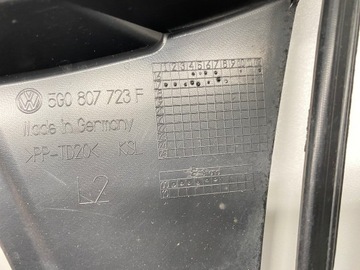 5G0 807 723 F
Made in Germany
>PP-TD20< KSL
L2